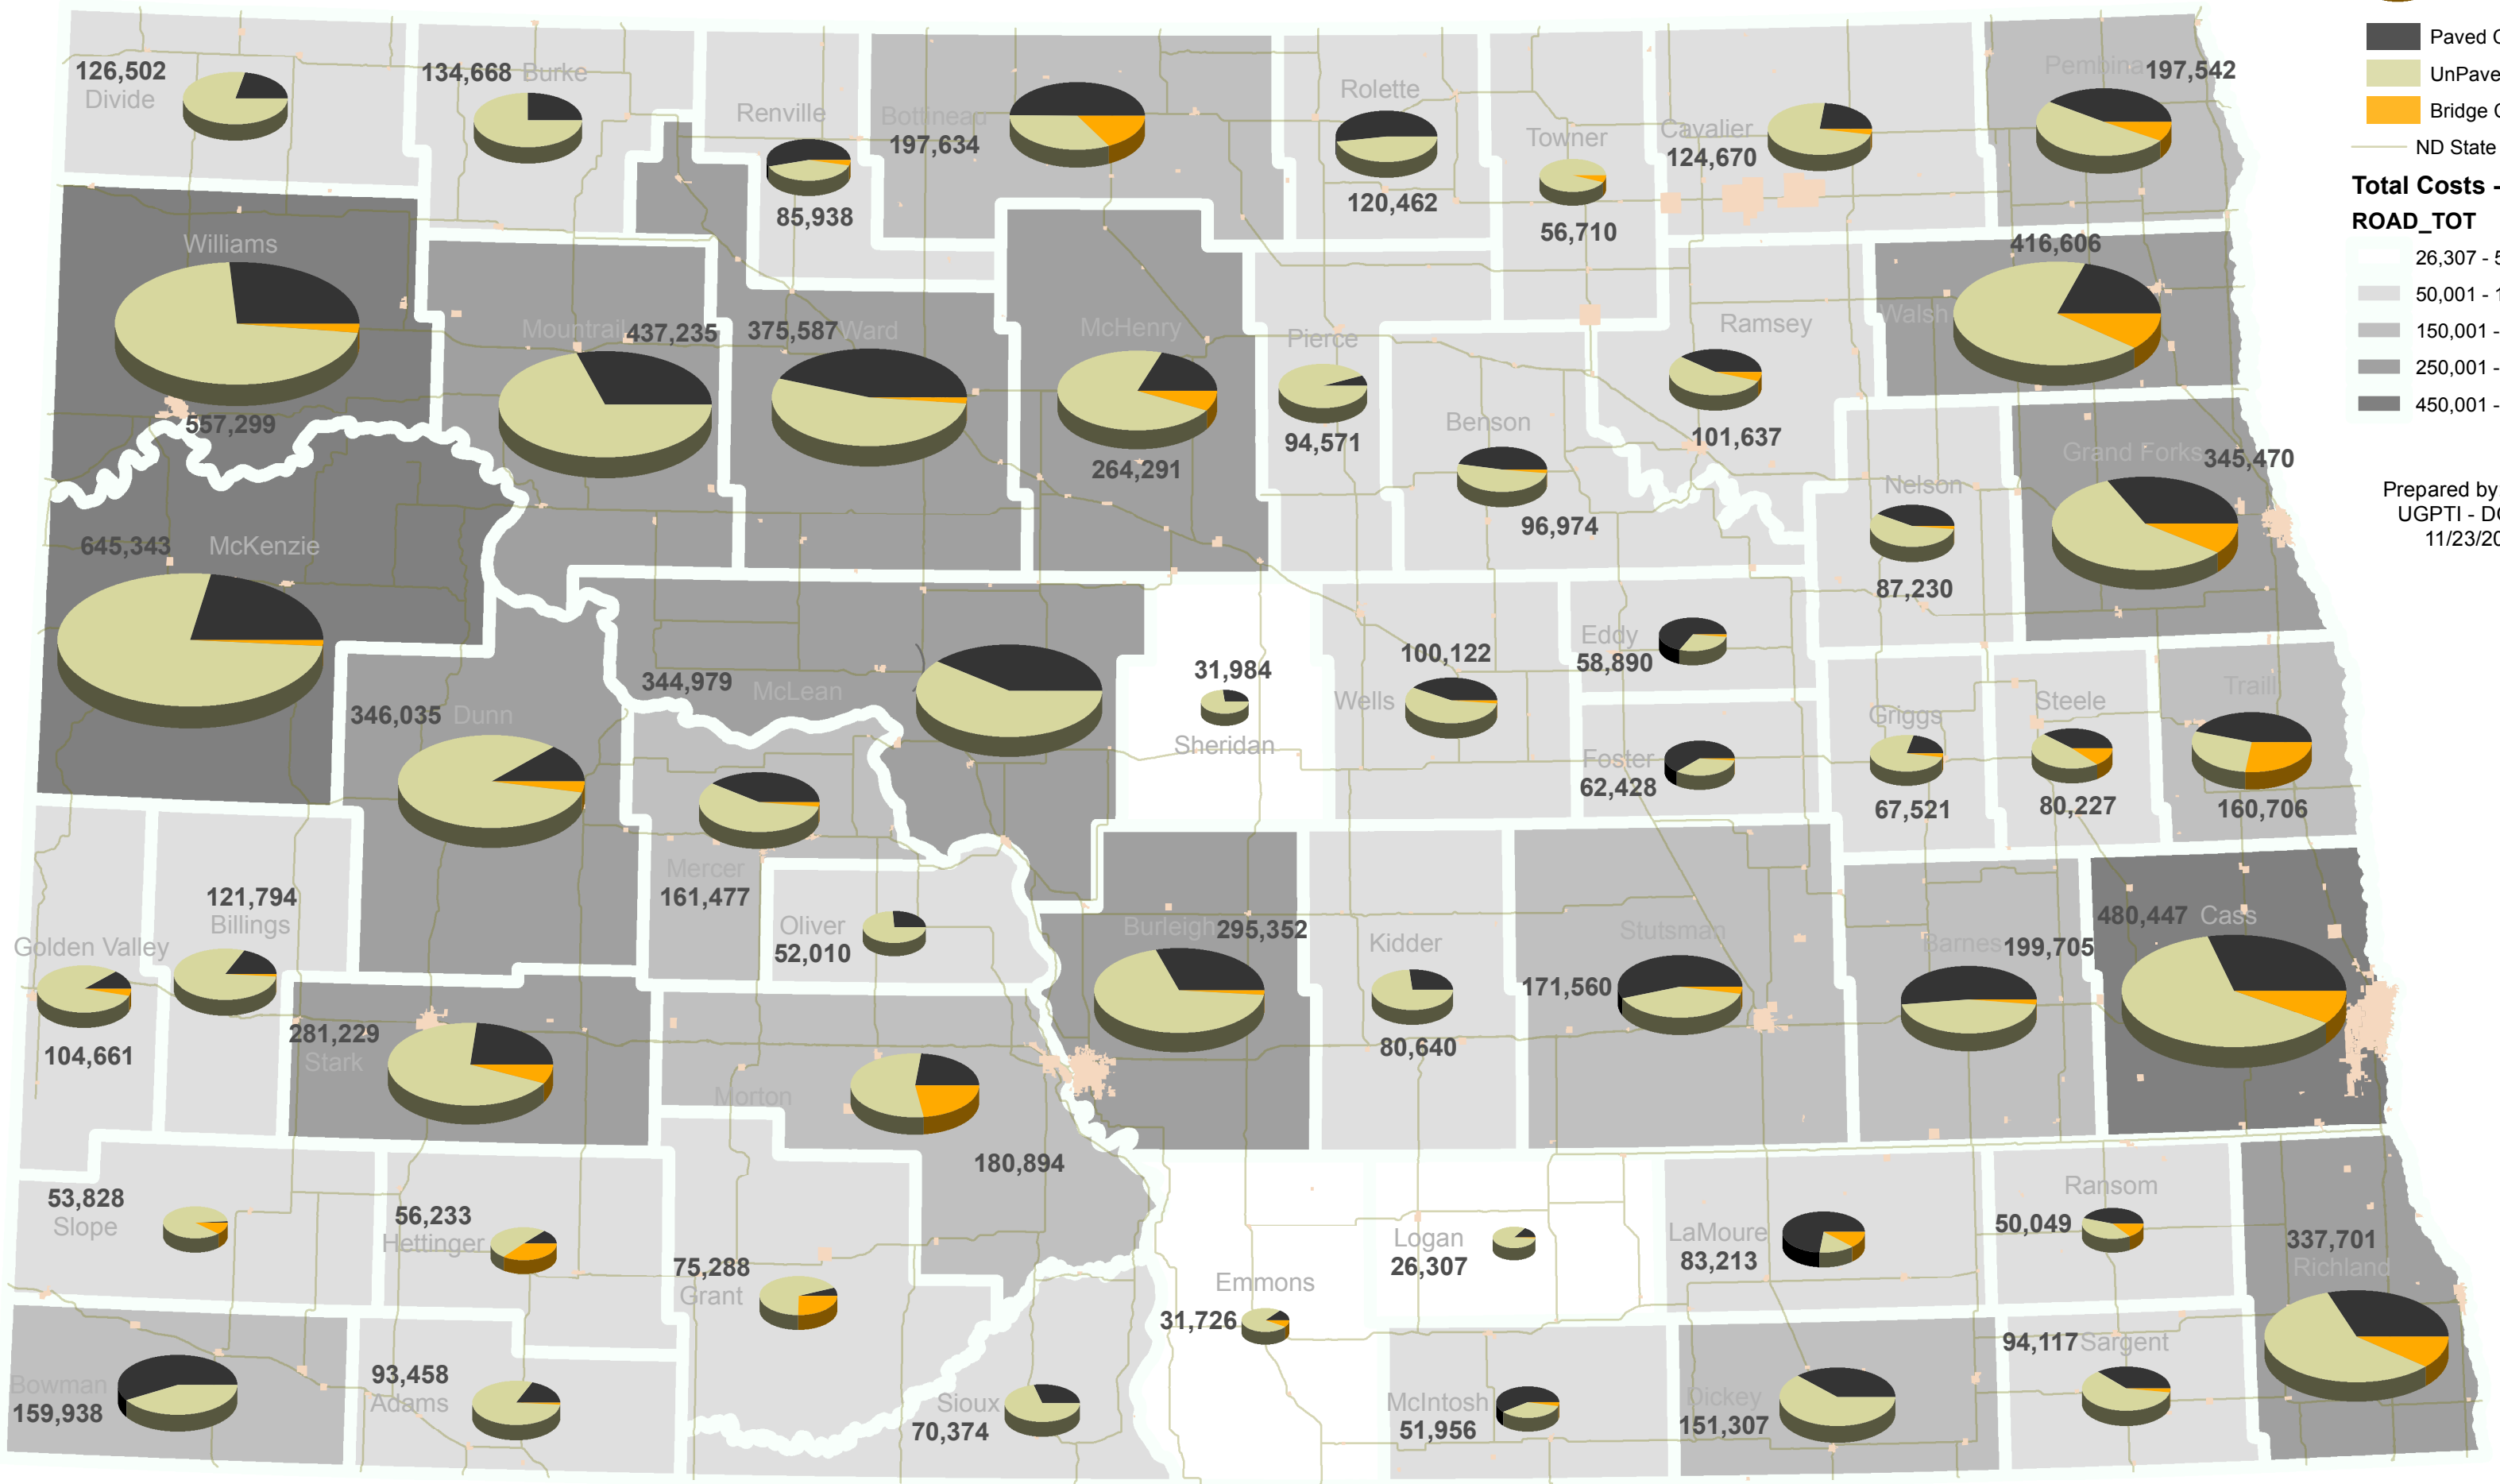 126,502
Divide
134,668 Burke
Renville
85,938
Bottineau
197,634
Rolette
120,462
Towner
56,710
Cavalier
124,670
Pembina 197,542
Paved
UnPave
Bridge
ND State
Total Costs -
ROAD_TOT
26,307 - 5
50,001 - 1
150,001 -
250,001 -
450,001 -
Prepared by
UGPTI - DO
11/23/20
Williams
557,299
Mountrail 437,235
375,587 Ward
McHenry
264,291
Pierce
94,571
Benson
96,974
Ramsey
101,637
416,606
Walsh
Nelson
87,230
Grand Forks 345,470
645,343 McKenzie
346,035 Dunn
344,979 McLean
31,984
Sheridan
100,122
Wells
Eddy
58,890
Foster
62,428
Griggs
67,521
Steele
80,227
Traill
160,706
Mercer
161,477
Oliver
52,010
121,794
Billings
Golden Valley
104,661
281,229
Stark
Morton
180,894
Burleigh 295,352
Kidder
80,640
Stutsman
171,560
Barnes 199,705
480,447 Cass
53,828
Slope
56,233
Hettinger
75,288
Grant
Emmons
31,726
Logan
26,307
LaMoure
83,213
Ransom
50,049
337,701
Richland
Bowman
159,938
93,458
Adams
Sioux
70,374
McIntosh
51,956
Dickey
151,307
94,117 Sargent